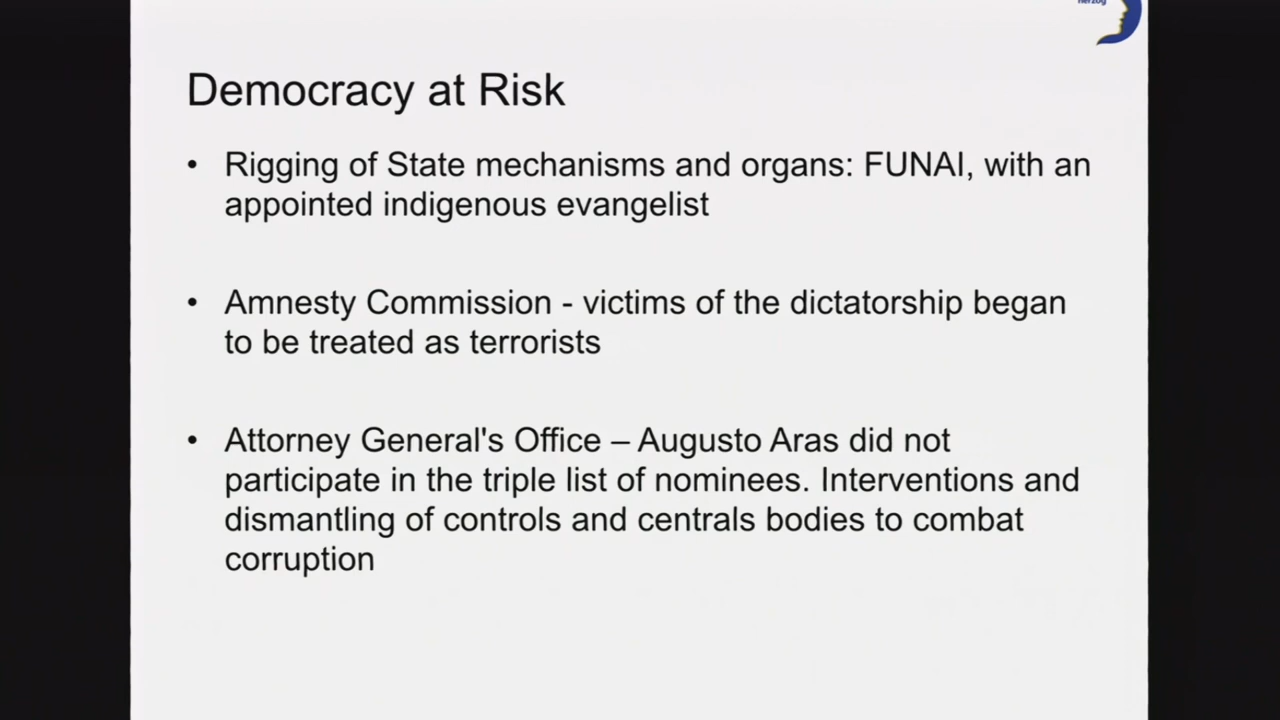 herzog
Democracy at Risk
• Rigging of State mechanisms and organs: FUNAI, with an
appointed indigenous evangelist
• Amnesty Commission - victims of the dictatorship began
to be treated as terrorists
• Attorney General's Office – Augusto Aras did not
participate in the triple list of nominees. Interventions and
dismantling of controls and centrals bodies to combat
corruption